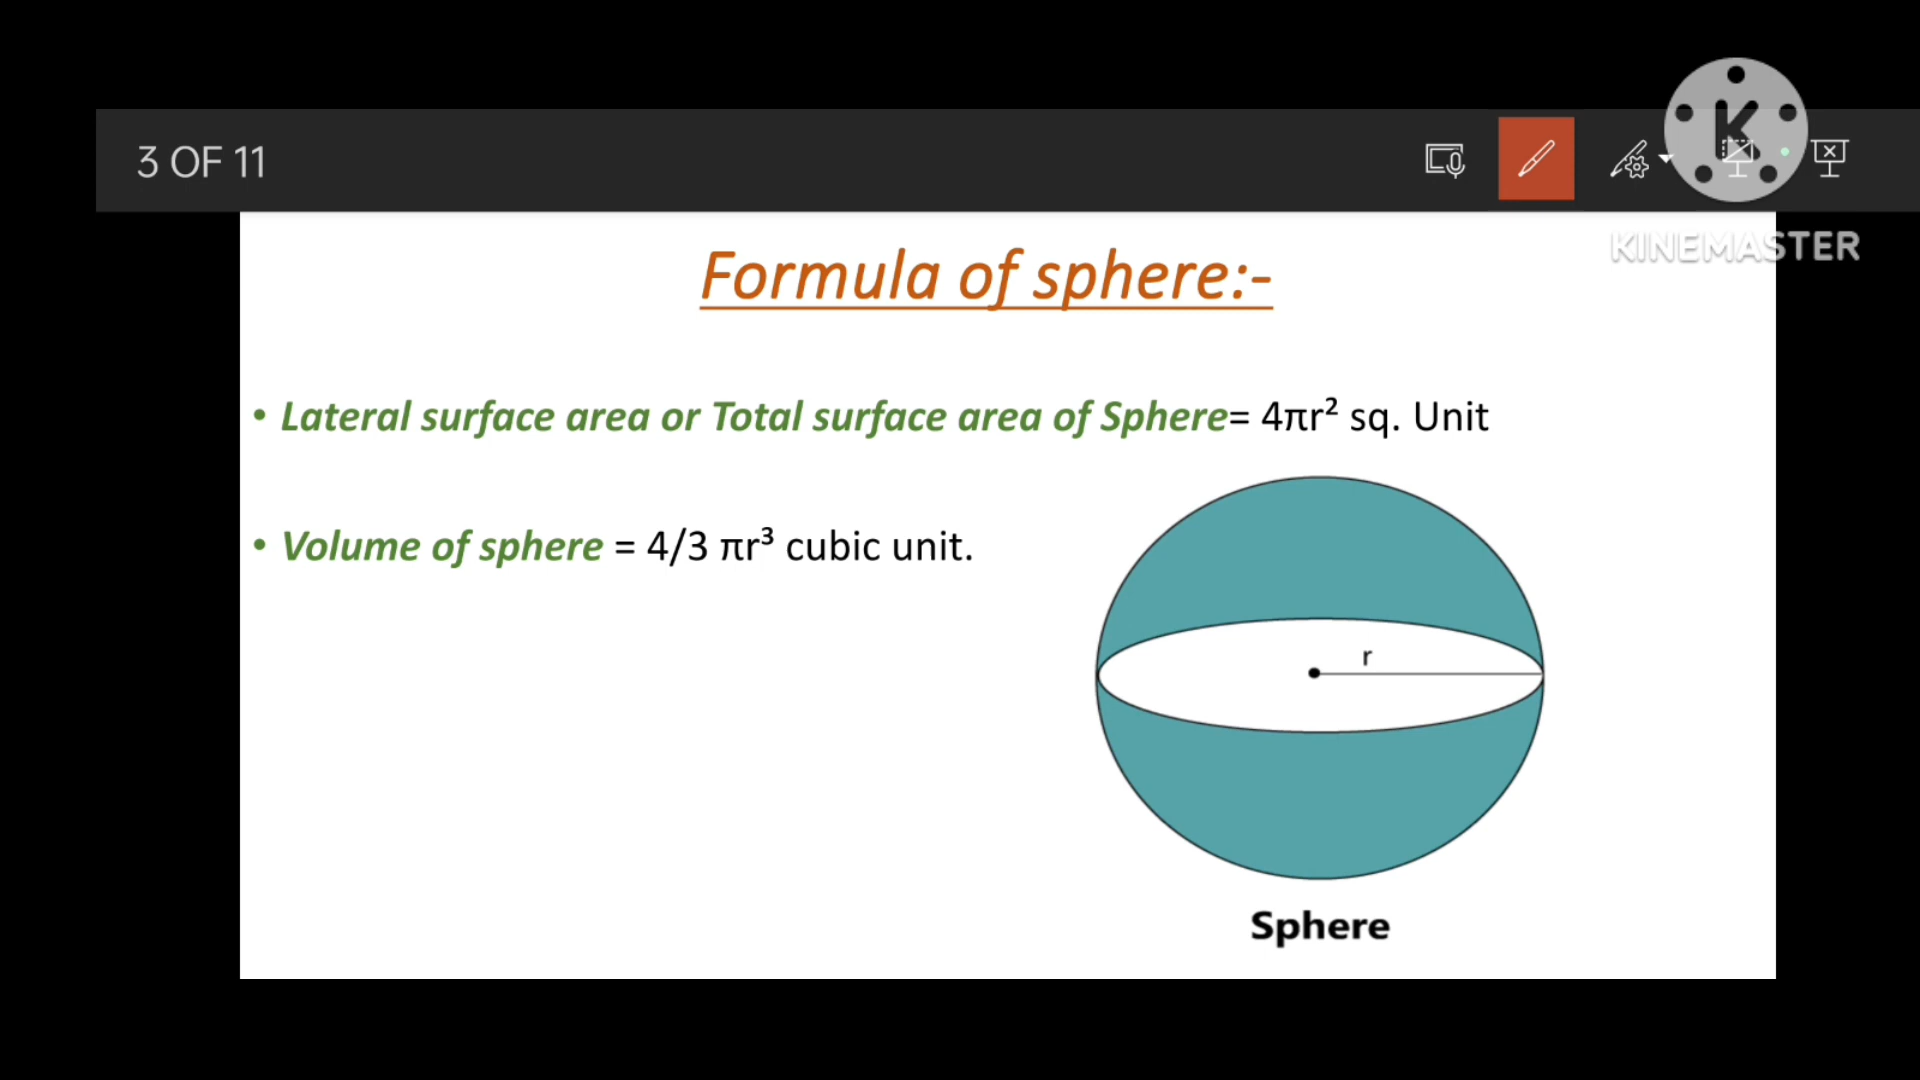 3 OF 11
K
KINEMASTER
Formula of sphere:-
• Lateral surface area or Total surface area of Sphere= 4πr² sq. Unit
• Volume of sphere = 4/3 πr³ cubic unit.
r
Sphere